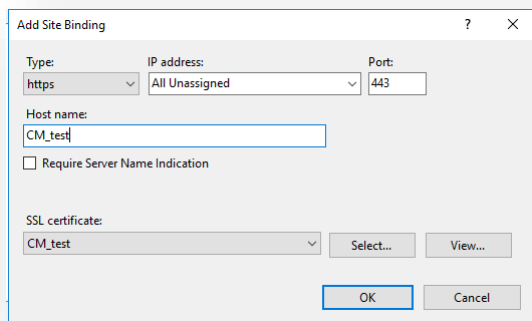 Add Site Binding ? ×
Type: IP address: Port:
https All Unassigned 443
Host name:
CM_test
Require Server Name Indication
SSL certificate:
CM_test Select... View...
OK Cancel